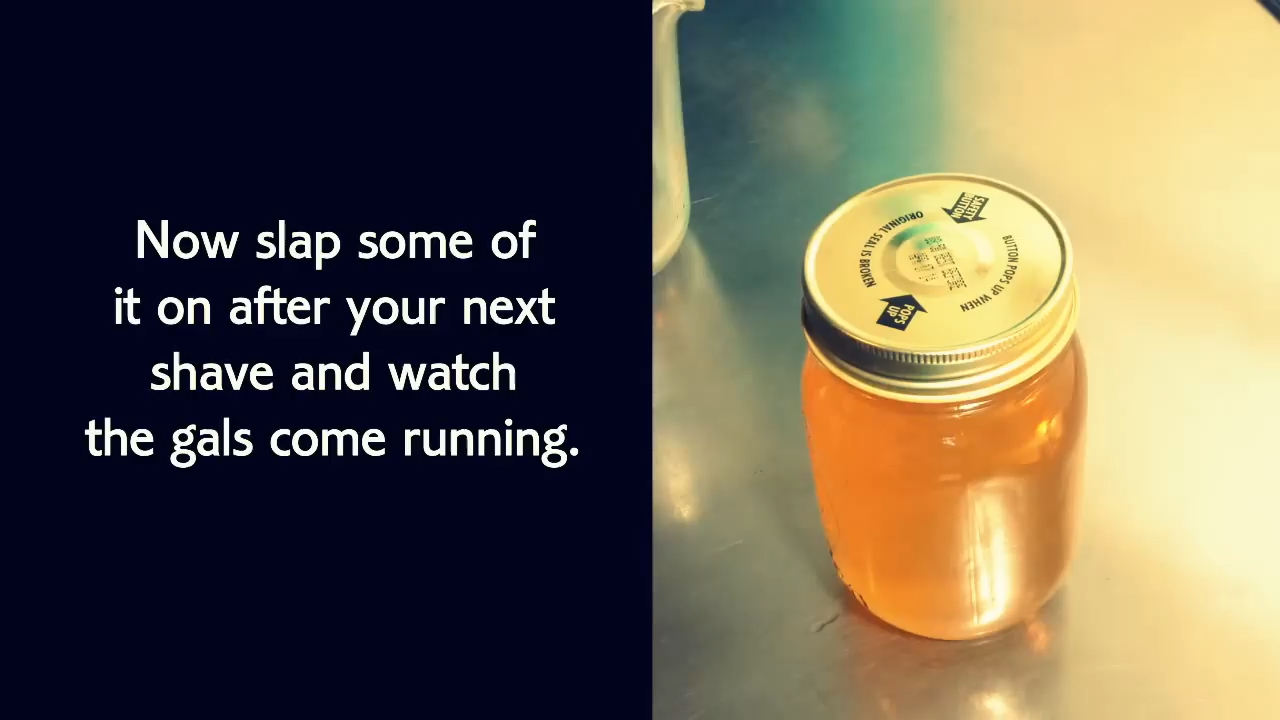 Now slap some of
it on after your next
shave and watch
the gals come running.
SAFETY
BUTTON
BUTTON POPS UP WHEN
ORIGINAL SEAL IS BROKEN
POPS
UP